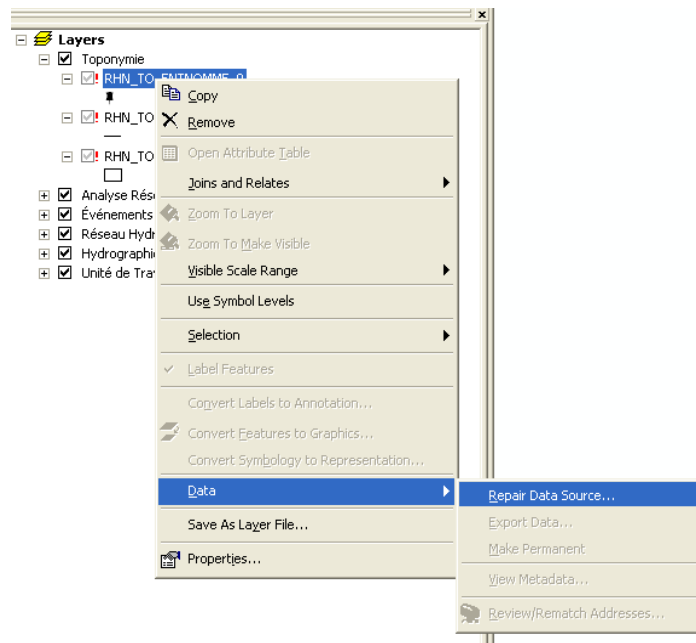 Layers
Toponymie
RHN_TO_ENTNOMME_0
RHN_TO
RHN_TO
Analyse Rés
Événements
Réseau Hydr
Hydrographi
Unité de Tra
Copy
Remove
Open Attribute Table
Joins and Relates
Zoom To Layer
Zoom To Make Visible
Visible Scale Range
Use Symbol Levels
Selection
Label Features
Convert Labels to Annotation...
Convert Features to Graphics...
Convert Symbology to Representation...
Data
Save As Layer File...
Properties...
Repair Data Source...
Export Data...
Make Permanent
View Metadata...
Review/Rematch Addresses...